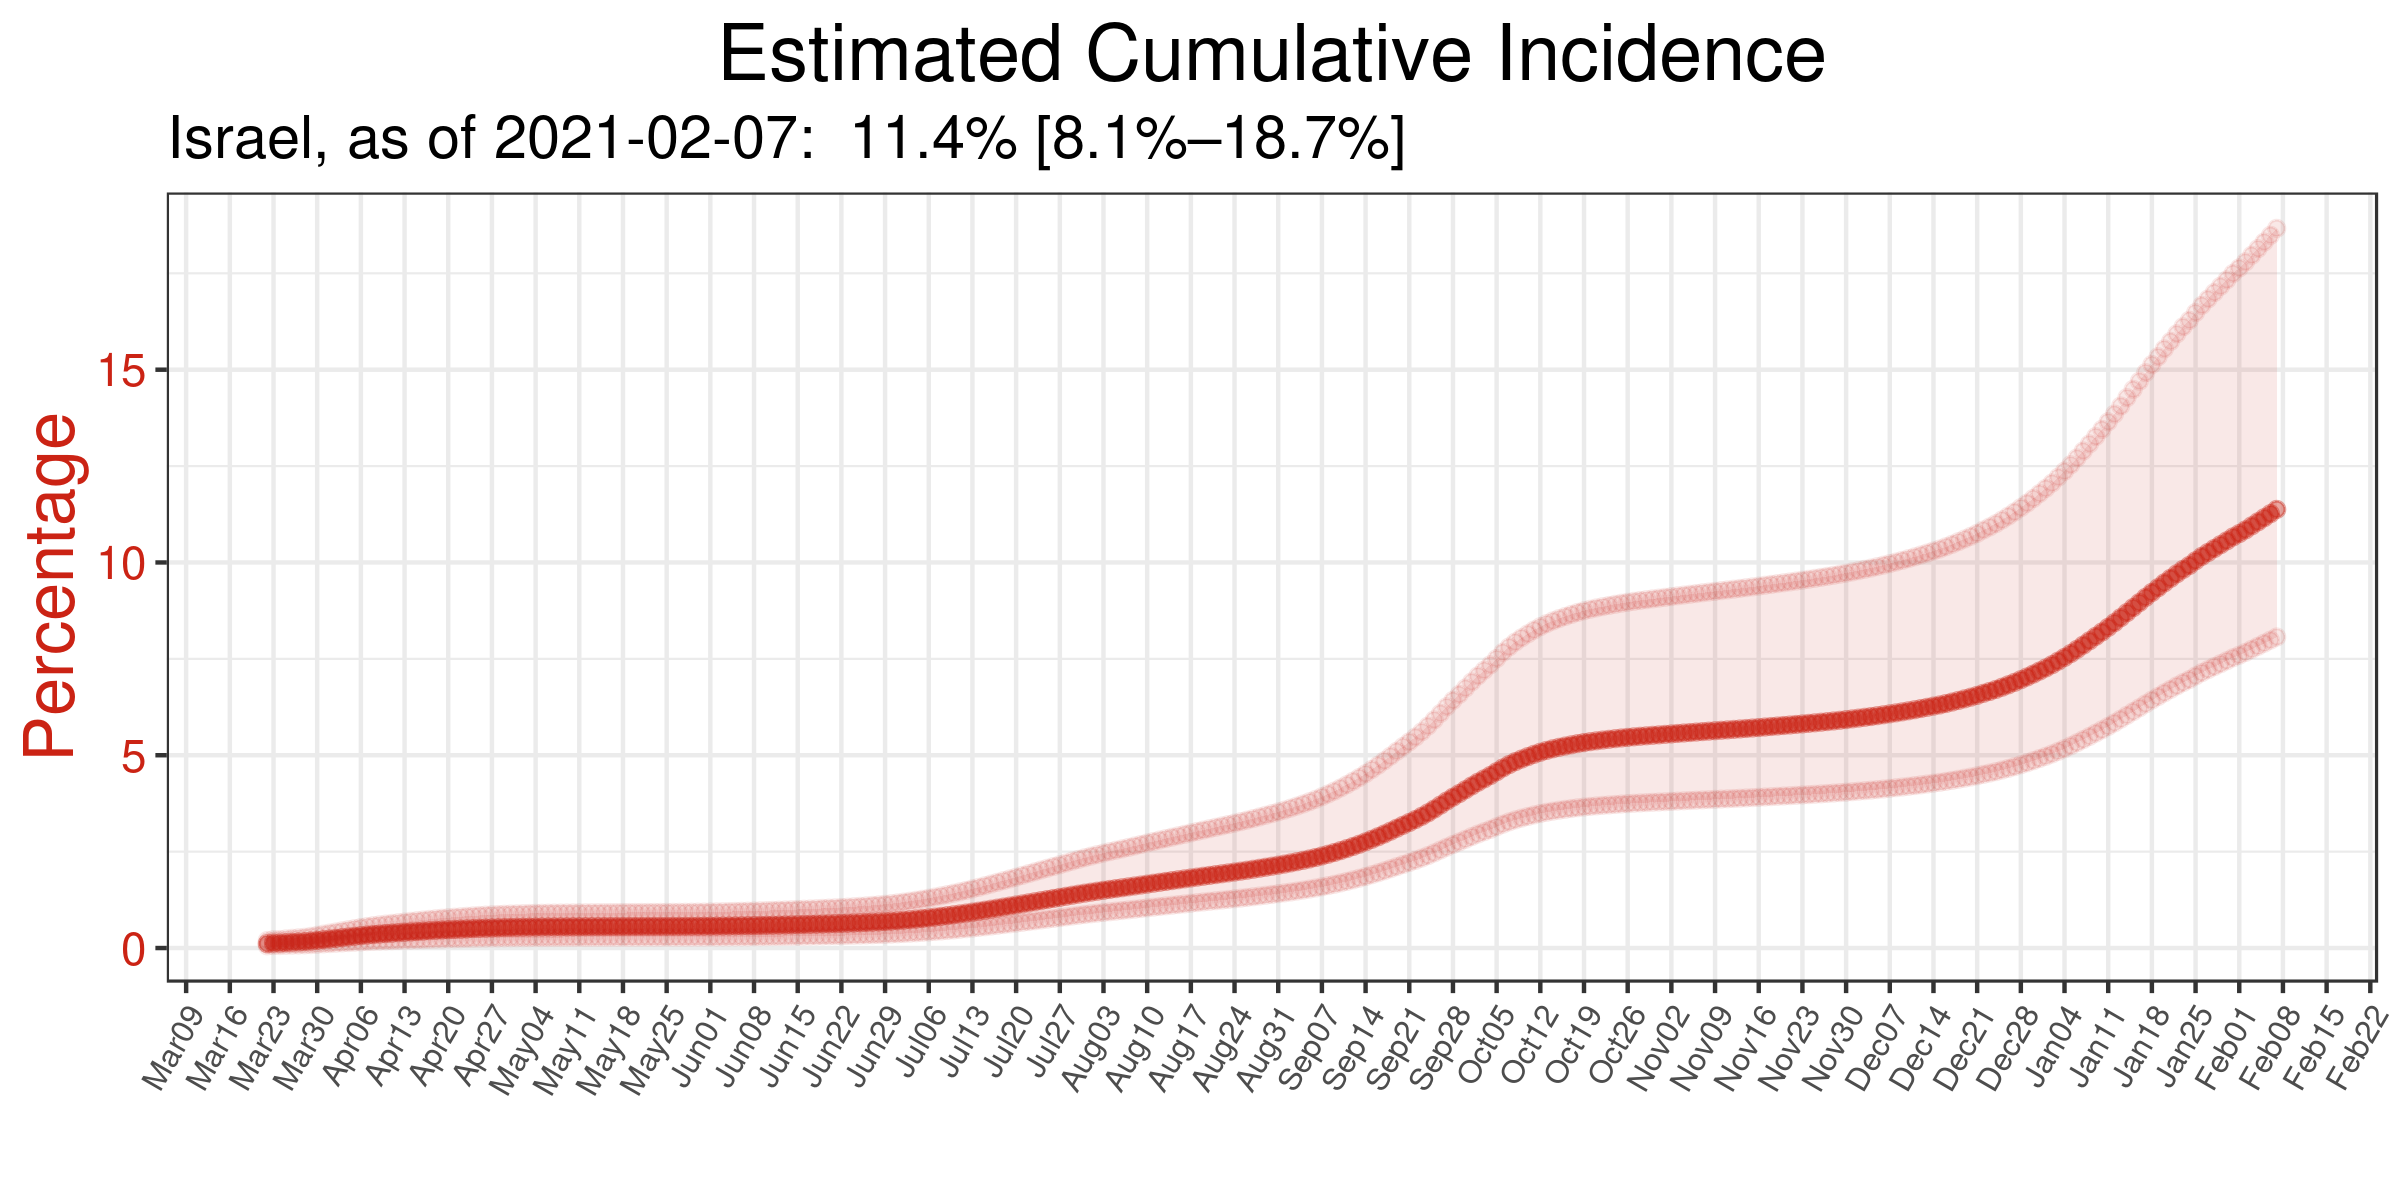 Estimated Cumulative Incidence
Israel, as of 2021-02-07: 11.4% [8.1%–18.7%]
Percentage
15
10
5
0
Mar09
Mar16
Mar23
Mar30
Apr06
Apr13
Apr20
Apr27
May04
May11
May18
May25
Jun01
Jun08
Jun15
Jun22
Jun29
Jul06
Jul13
Jul20
Jul27
Aug03
Aug10
Aug17
Aug24
Aug31
Sep07
Sep14
Sep21
Sep28
Oct05
Oct12
Oct19
Oct26
Nov02
Nov09
Nov16
Nov23
Nov30
Dec07
Dec14
Dec21
Dec28
Jan04
Jan11
Jan18
Jan25
Feb01
Feb08
Feb15
Feb22